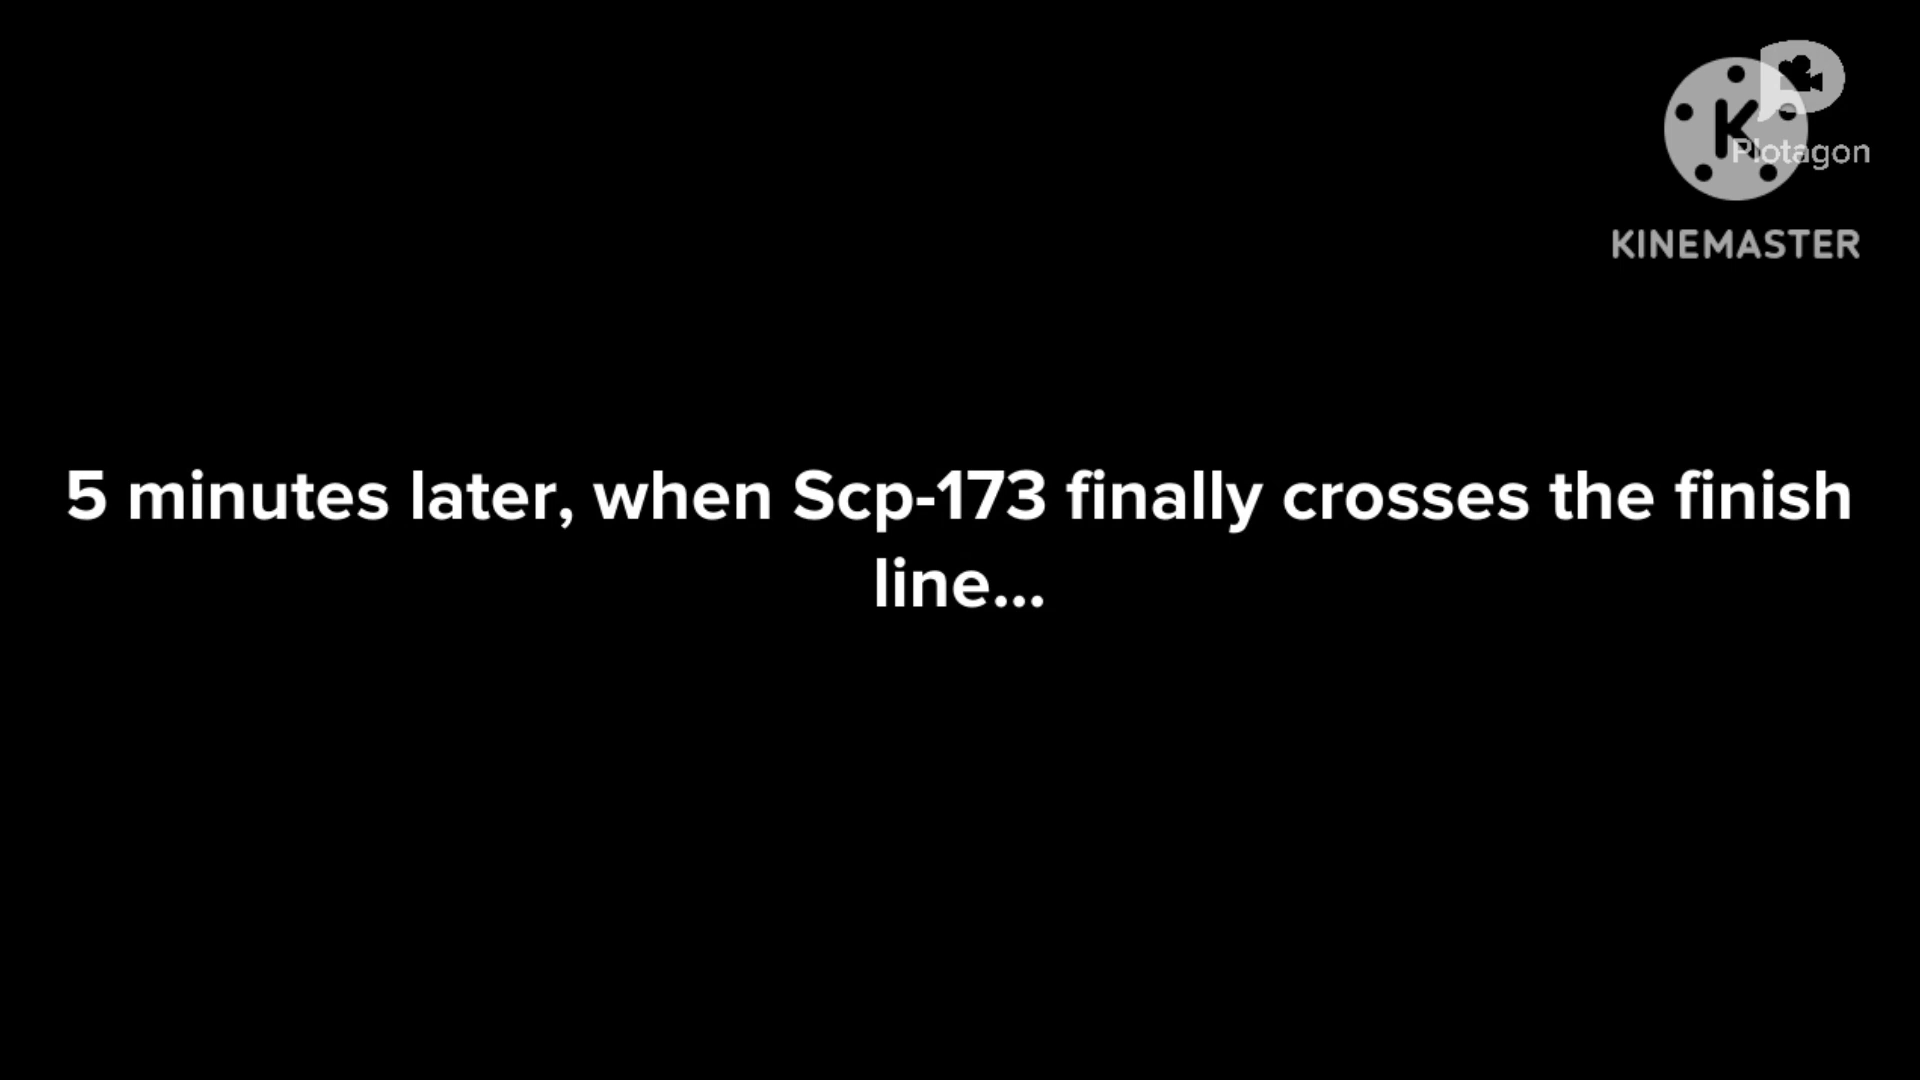 Plotagon
KINEMASTER
5 minutes later, when Scp-173 finally crosses the finish
line...